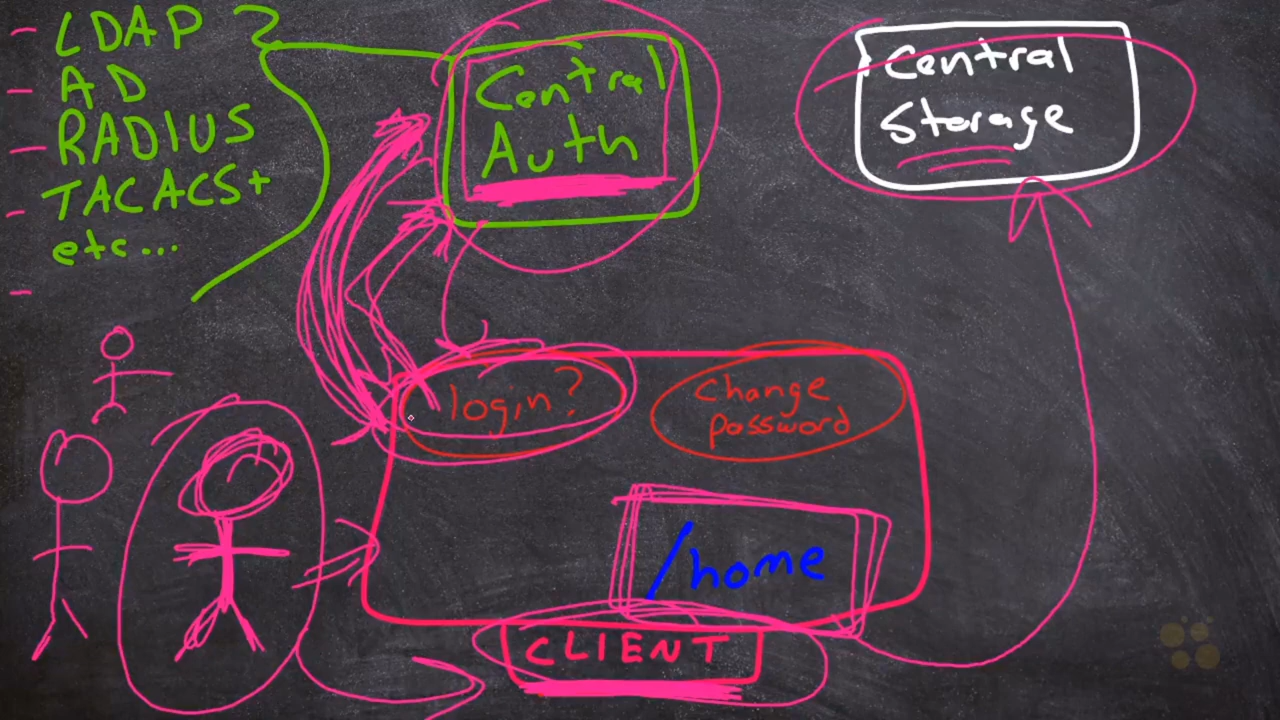 LDAP
AD
RADIUS
TACACS+
etc...
Central
Auth
Central
Storage
login?
change
password
/home
CLIENT